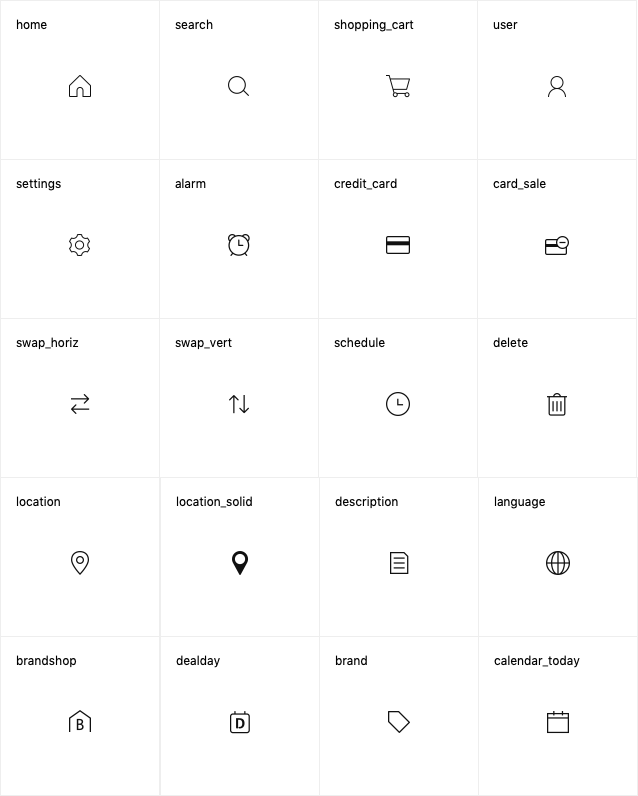 home search shopping_cart user
settings alarm credit_card card_sale
swap_horiz swap_vert schedule delete
location location_solid description language
brandshop dealday brand calendar_today
B D